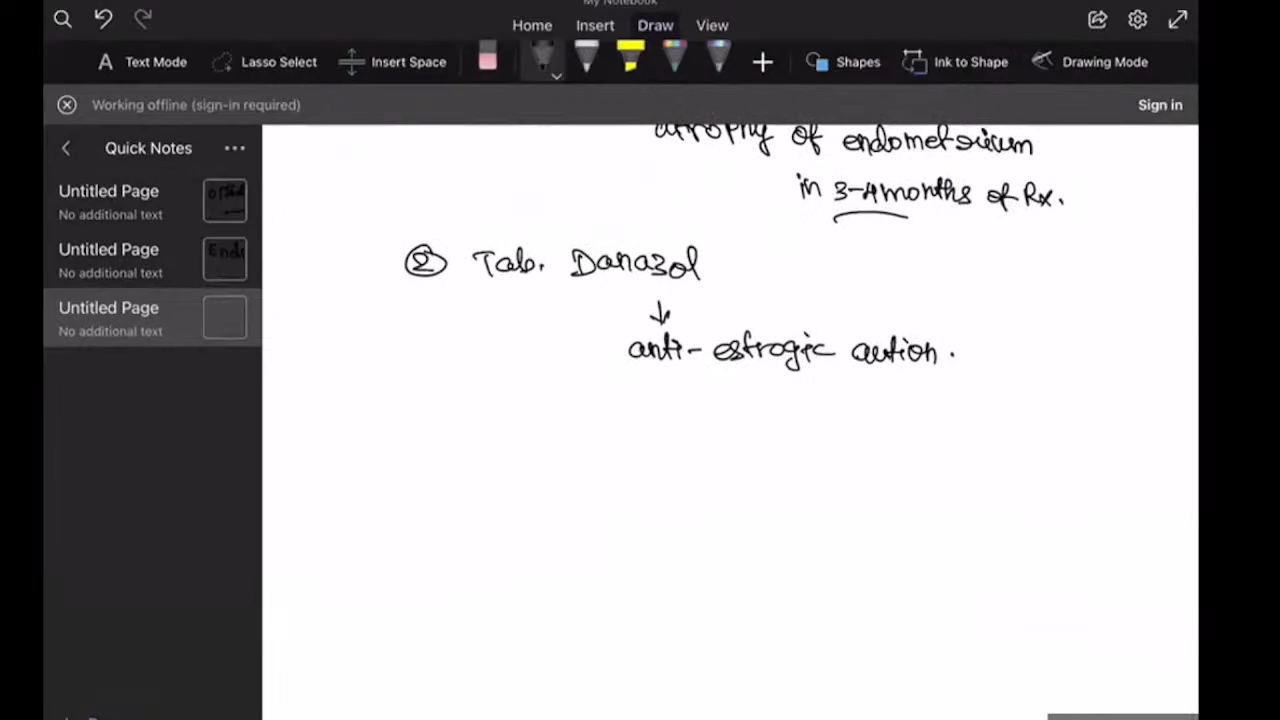 My Notebook
Home Insert Draw View
Text Mode Lasso Select Insert Space Shapes Ink to Shape Drawing Mode
Working offline (sign-in required) Sign in
Quick Notes
Untitled Page
No additional text
Untitled Page
No additional text
Untitled Page
No additional text
atrophy of endometrium
in 3-4 months of Rx.
② Tab. Danazol
↓
anti-estrogic action.